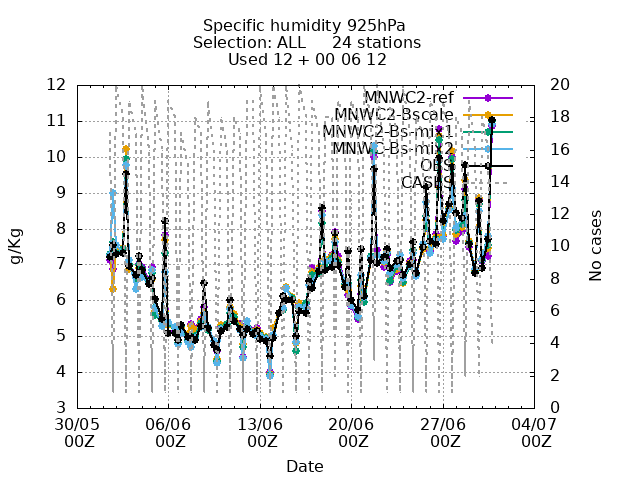 Specific humidity 925hPa
Selection: ALL 24 stations
Used 12 + 00 06 12
12 20
11 18
10 16
9 14
8 12
7 10
6 8
5 6
4 4
3 2
0
g/Kg
No cases
MNWC2-ref
MNWC2-Bscale
MNWC2-Bs-mix1
MNWC-Bs-mix2
OBS
CASES
30/05 06/06 13/06 20/06 27/06 04/07
00Z 00Z 00Z 00Z 00Z 00Z
Date